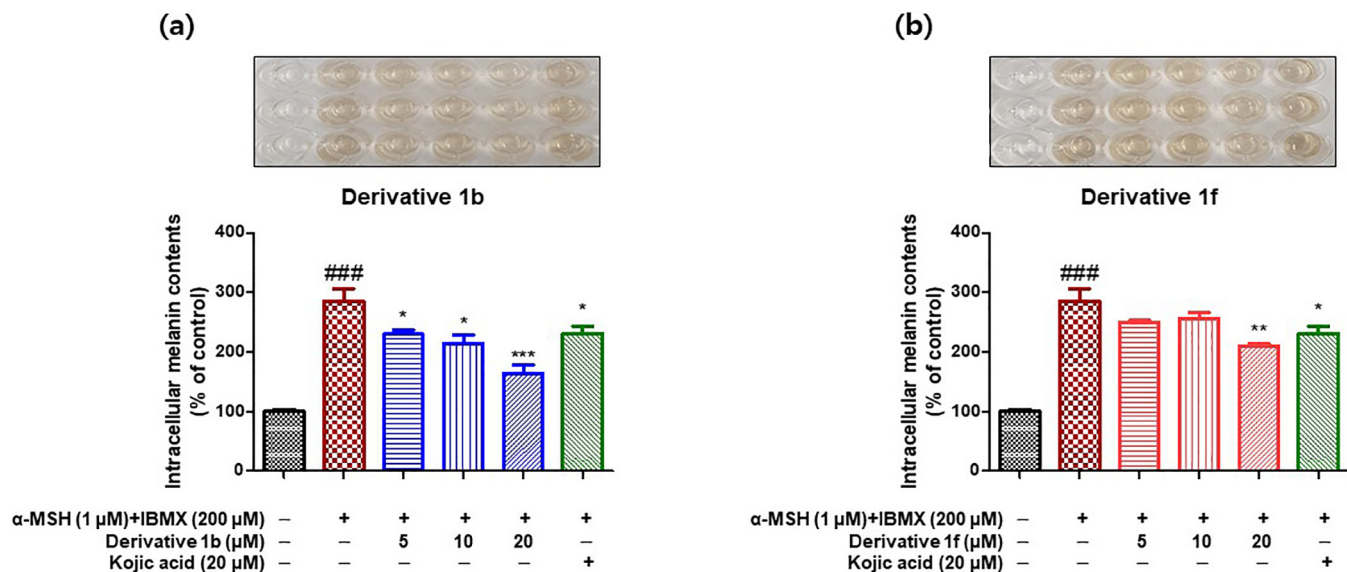 (a)
Derivative 1b
Intracellular melanin contents
(% of control)
400
300
200
100
0
###
*
*
***
*
α-MSH (1 µM)+IBMX (200 µM) – + + + + +
Derivative 1b (µM) – – 5 10 20 –
Kojic acid (20 µM) – – – – – +
(b)
Derivative 1f
Intracellular melanin contents
(% of control)
400
300
200
100
0
###
**
*
α-MSH (1 µM)+IBMX (200 µM) – + + + + +
Derivative 1f (µM) – – 5 10 20 –
Kojic acid (20 µM) – – – – – +